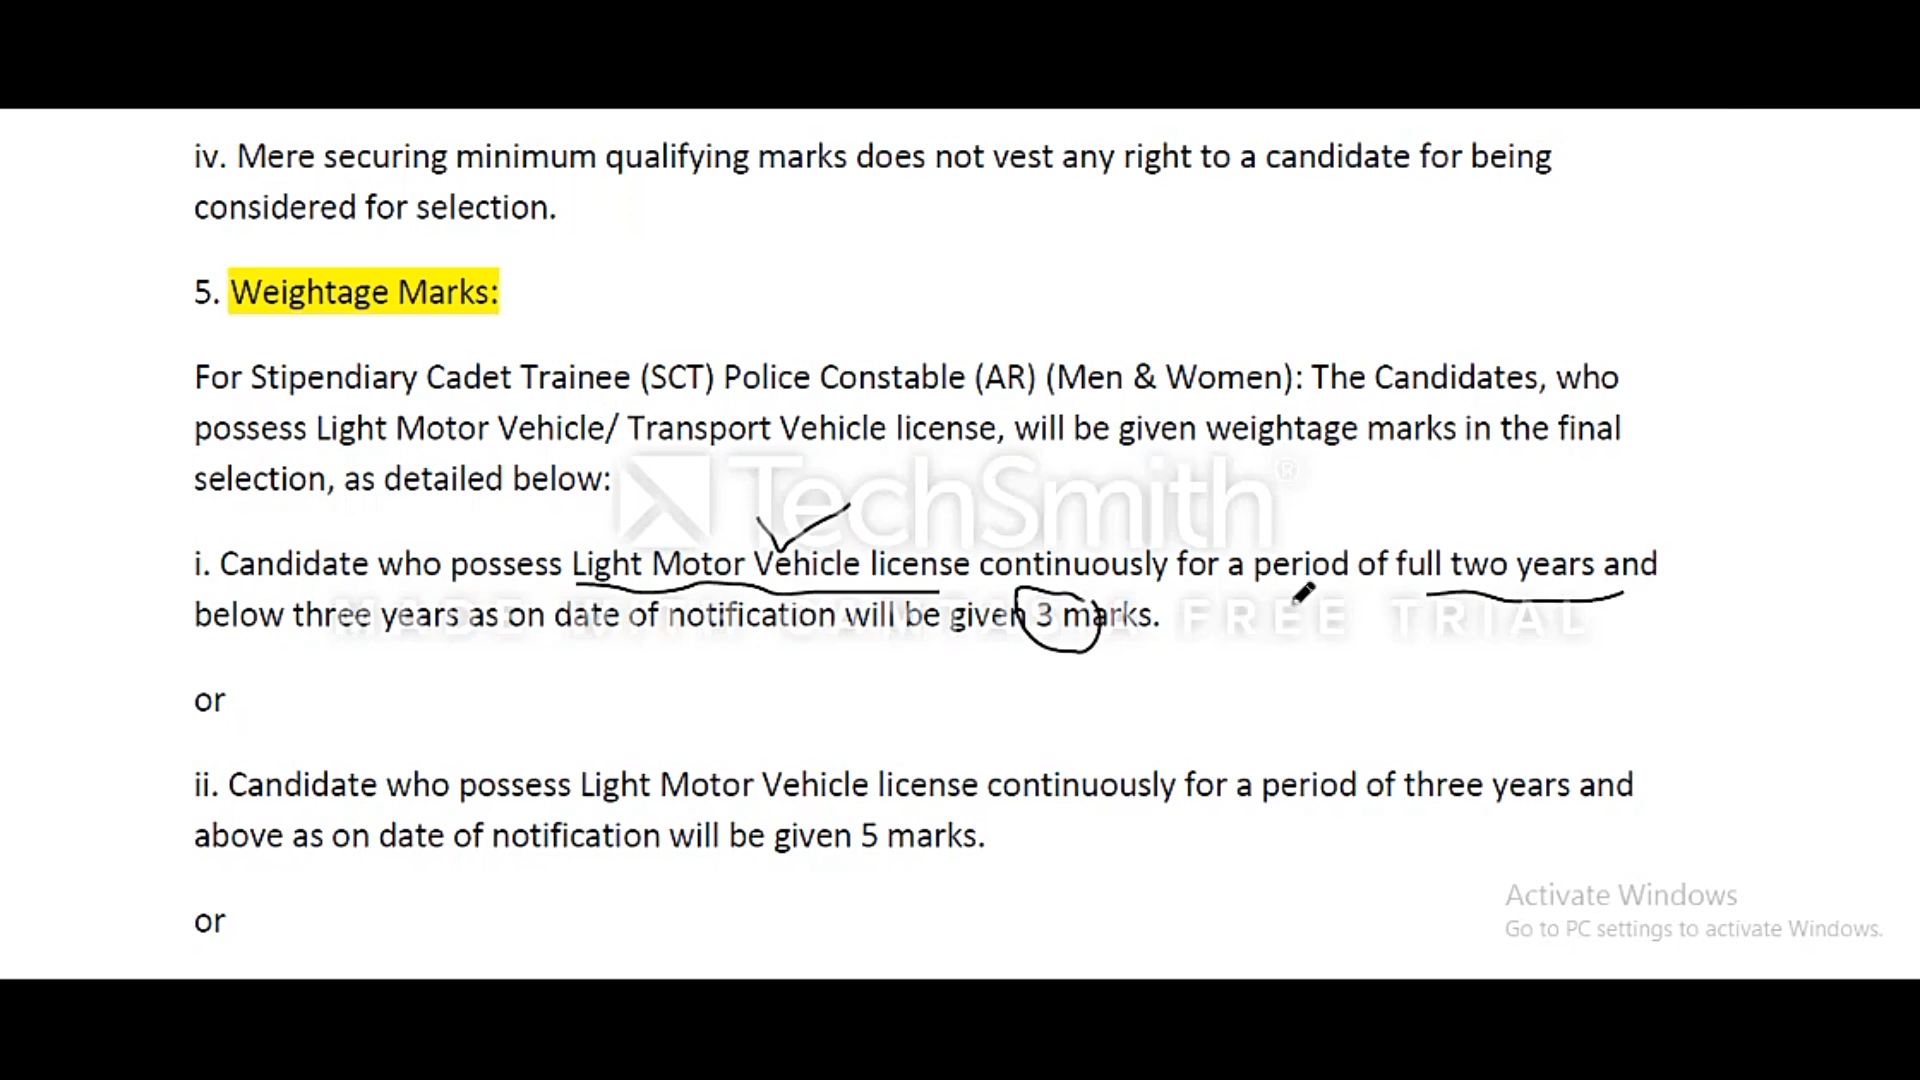 iv. Mere securing minimum qualifying marks does not vest any right to a candidate for being
considered for selection.
5. Weightage Marks:
For Stipendiary Cadet Trainee (SCT) Police Constable (AR) (Men & Women): The Candidates, who
possess Light Motor Vehicle/ Transport Vehicle license, will be given weightage marks in the final
selection, as detailed below:
TechSmith®
i. Candidate who possess Light Motor Vehicle license continuously for a period of full two years and
below three years as on date of notification will be given 3 marks.
MADE WITH CAMTASIA FREE TRIAL
or
ii. Candidate who possess Light Motor Vehicle license continuously for a period of three years and
above as on date of notification will be given 5 marks.
or
Activate Windows
Go to PC settings to activate Windows.